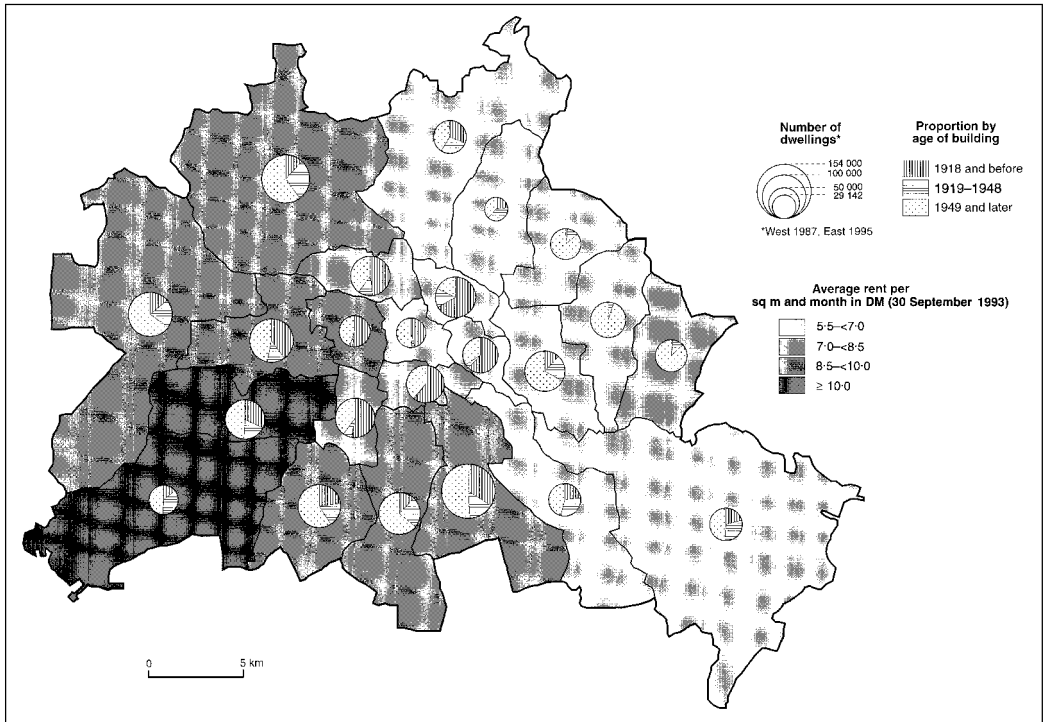 Number of
dwellings*
154 000
100 000
50 000
29 142
*West 1987, East 1995
Proportion by
age of building
1918 and before
1919–1948
1949 and later
Average rent per
sq m and month in DM (30 September 1993)
5·5–<7·0
7·0–<8·5
8·5–<10·0
≥ 10·0
0 5 km